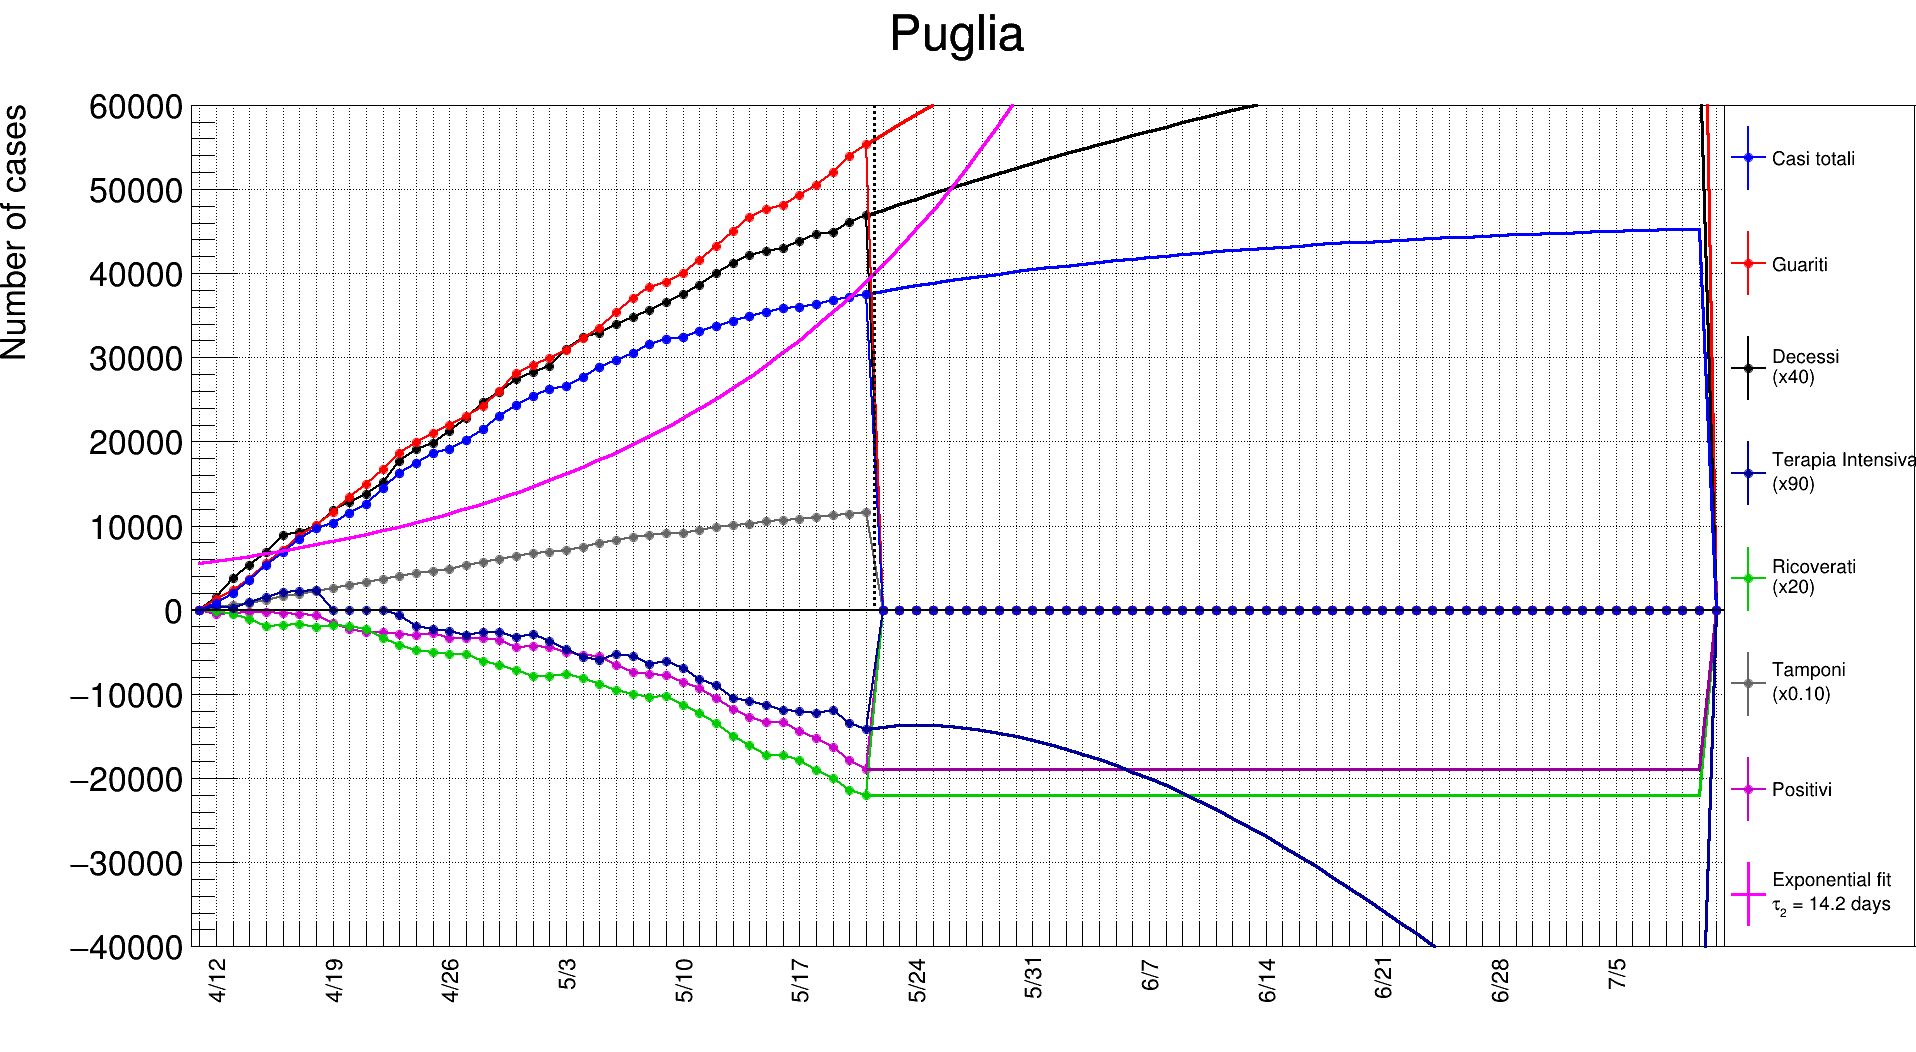 Puglia
Number of cases
60000
50000
40000
30000
20000
10000
0
−10000
−20000
−30000
−40000
4/12
4/19
4/26
5/3
5/10
5/17
5/24
5/31
6/7
6/14
6/21
6/28
7/5
Casi totali
Guariti
Decessi
(x40)
Terapia Intensiva
(x90)
Ricoverati
(x20)
Tamponi
(x0.10)
Positivi
Exponential fit
τ2 = 14.2 days